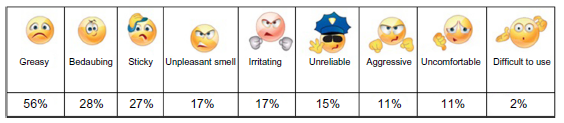 Greasy Bedaubing Sticky Unpleasant smell Irritating Unreliable Aggressive Uncomfortable Difficult to use
56% 28% 27% 17% 17% 15% 11% 11% 2%